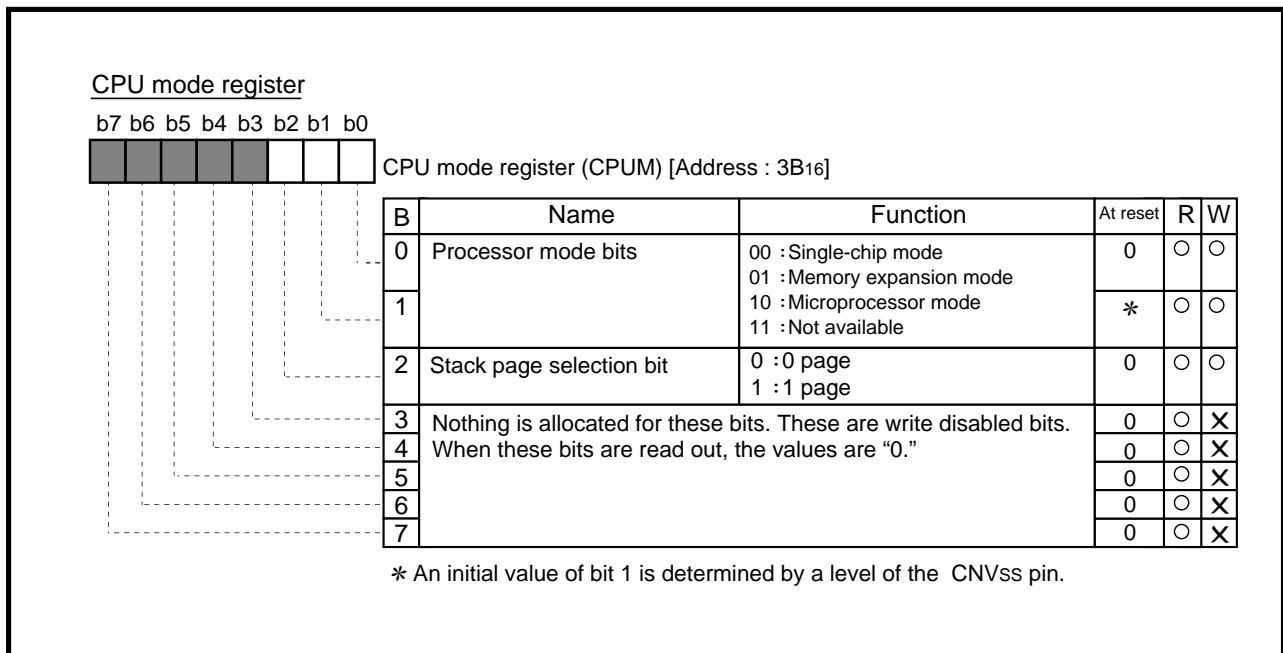 CPU mode register
b7 b6 b5 b4 b3 b2 b1 b0
CPU mode register (CPUM) [Address : 3B16]
B Name Function At reset R W
0 Processor mode bits 00 : Single-chip mode 0 ○ ○
01 : Memory expansion mode
1 10 : Microprocessor mode * ○ ○
11 : Not available
2 Stack page selection bit 0 : 0 page 0 ○ ○
1 : 1 page
3 Nothing is allocated for these bits. These are write disabled bits. 0 ○ X
4 When these bits are read out, the values are “0.” 0 ○ X
5 0 ○ X
6 0 ○ X
7 0 ○ X
* An initial value of bit 1 is determined by a level of the CNVSS pin.